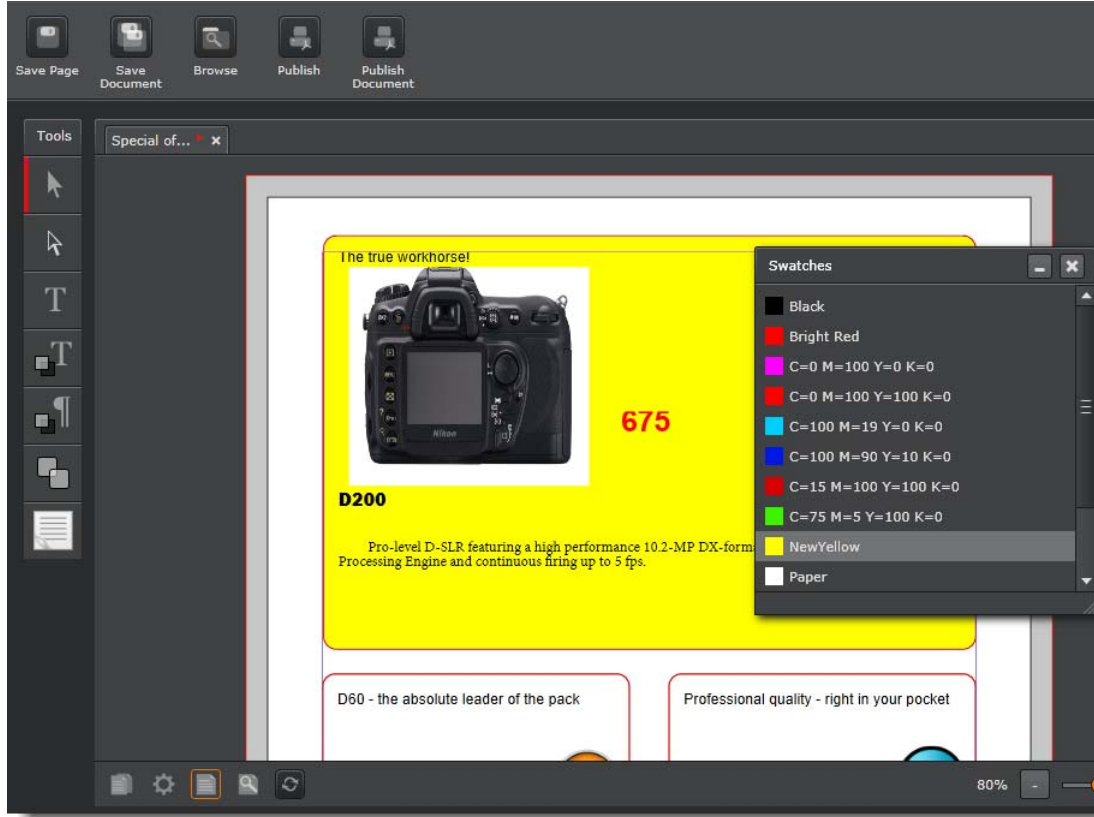 Save Page
Save Document
Browse
Publish
Publish Document
Tools
Special of... * ×
T
T
¶
The true workhorse!
Nikon
675
D200
Pro-level D-SLR featuring a high performance 10.2-MP DX-form
Processing Engine and continuous firing up to 5 fps.
Swatches
Black
Bright Red
C=0 M=100 Y=0 K=0
C=0 M=100 Y=100 K=0
C=100 M=19 Y=0 K=0
C=100 M=90 Y=10 K=0
C=15 M=100 Y=100 K=0
C=75 M=5 Y=100 K=0
NewYellow
Paper
D60 - the absolute leader of the pack
Professional quality - right in your pocket
80%